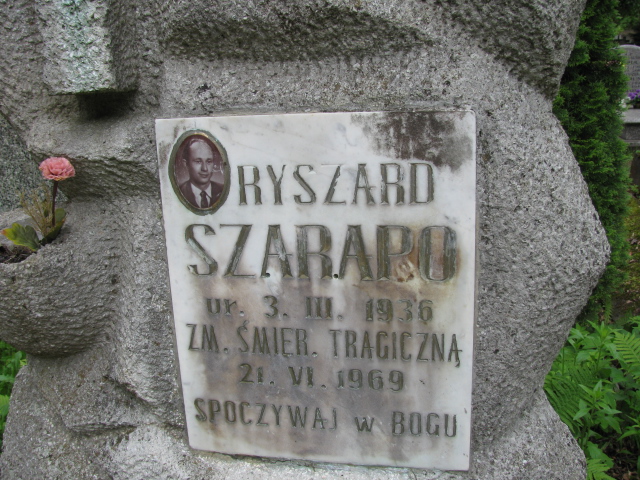 RYSZARD
SZARAPO
ur. 3. III. 1936
ZM. ŚMIER. TRAGICZNĄ
21. VI. 1969
SPOCZYWAJ w BOGU